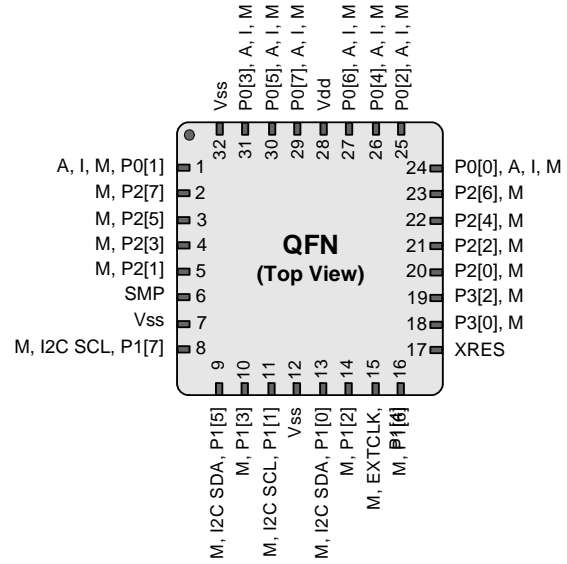 Vss
P0[3], A, I, M
P0[5], A, I, M
P0[7], A, I, M
Vdd
P0[6], A, I, M
P0[4], A, I, M
P0[2], A, I, M
32
31
30
29
28
27
26
25
A, I, M, P0[1]
M, P2[7]
M, P2[5]
M, P2[3]
M, P2[1]
SMP
Vss
M, I2C SCL, P1[7]
1
2
3
4
5
6
7
8
QFN
(Top View)
24
23
22
21
20
19
18
17
P0[0], A, I, M
P2[6], M
P2[4], M
P2[2], M
P2[0], M
P3[2], M
P3[0], M
XRES
9
10
11
12
13
14
15
16
M, I2C SDA, P1[5]
M, P1[3]
M, I2C SCL, P1[1]
Vss
M, I2C SDA, P1[0]
M, P1[2]
M, EXTCLK,
P1[4]
M, P1[6]